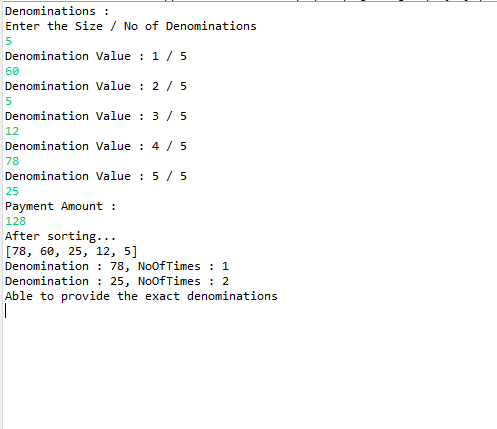 Denominations :
Enter the Size / No of Denominations
5
Denomination Value : 1 / 5
60
Denomination Value : 2 / 5
5
Denomination Value : 3 / 5
12
Denomination Value : 4 / 5
78
Denomination Value : 5 / 5
25
Payment Amount :
128
After sorting...
[78, 60, 25, 12, 5]
Denomination : 78, NoOfTimes : 1
Denomination : 25, NoOfTimes : 2
Able to provide the exact denominations